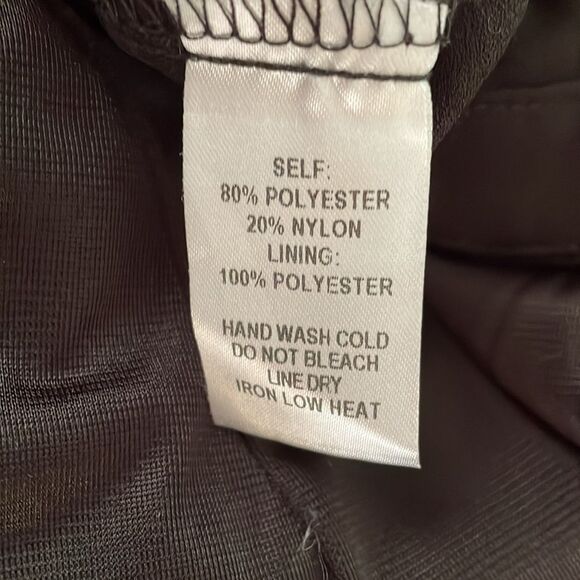 SELF:
80% POLYESTER
20% NYLON
LINING:
100% POLYESTER
HAND WASH COLD
DO NOT BLEACH
LINE DRY
IRON LOW HEAT